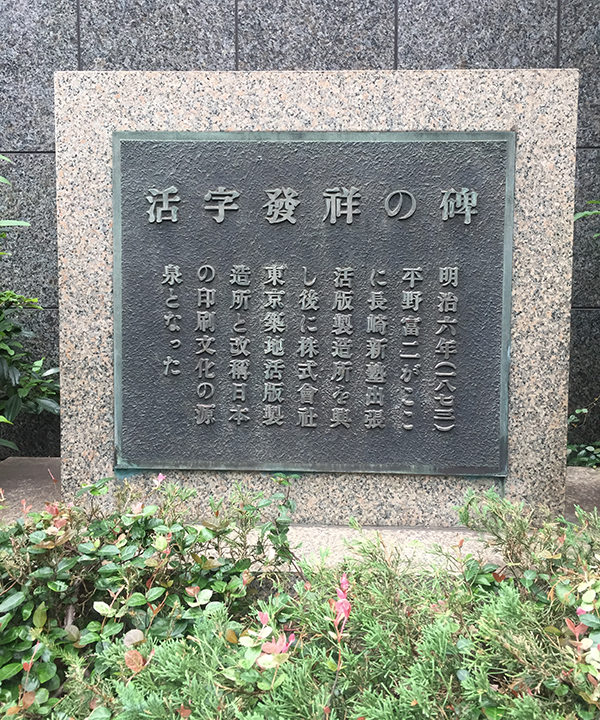 活字發祥の碑
明治六年(一八七三)
平野富二がここ
に長崎新塾出張
活版製造所を興
し後に株式會社
東京築地活版製
造所と改稱日本
の印刷文化の源
泉となった